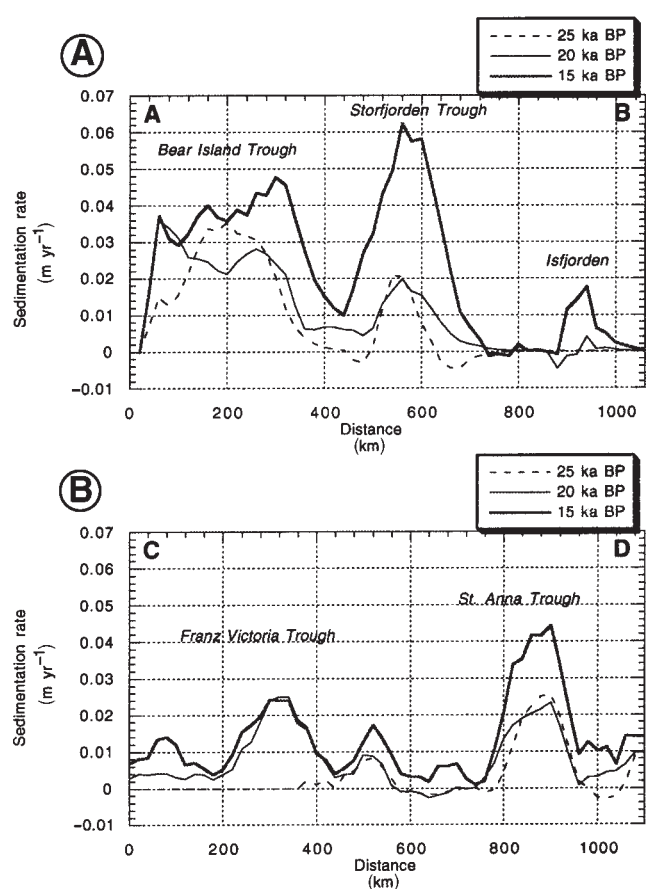 A
25 ka BP
20 ka BP
15 ka BP
0.07
0.06
0.05
0.04
0.03
0.02
0.01
0
−0.01
Sedimentation rate
(m yr⁻¹)
A
Storfjorden Trough
B
Bear Island Trough
Isfjorden
0 200 400 600 800 1000
Distance
(km)
B
25 ka BP
20 ka BP
15 ka BP
0.07
0.06
0.05
0.04
0.03
0.02
0.01
0
−0.01
Sedimentation rate
(m yr⁻¹)
C
D
St. Anna Trough
Franz Victoria Trough
0 200 400 600 800 1000
Distance
(km)